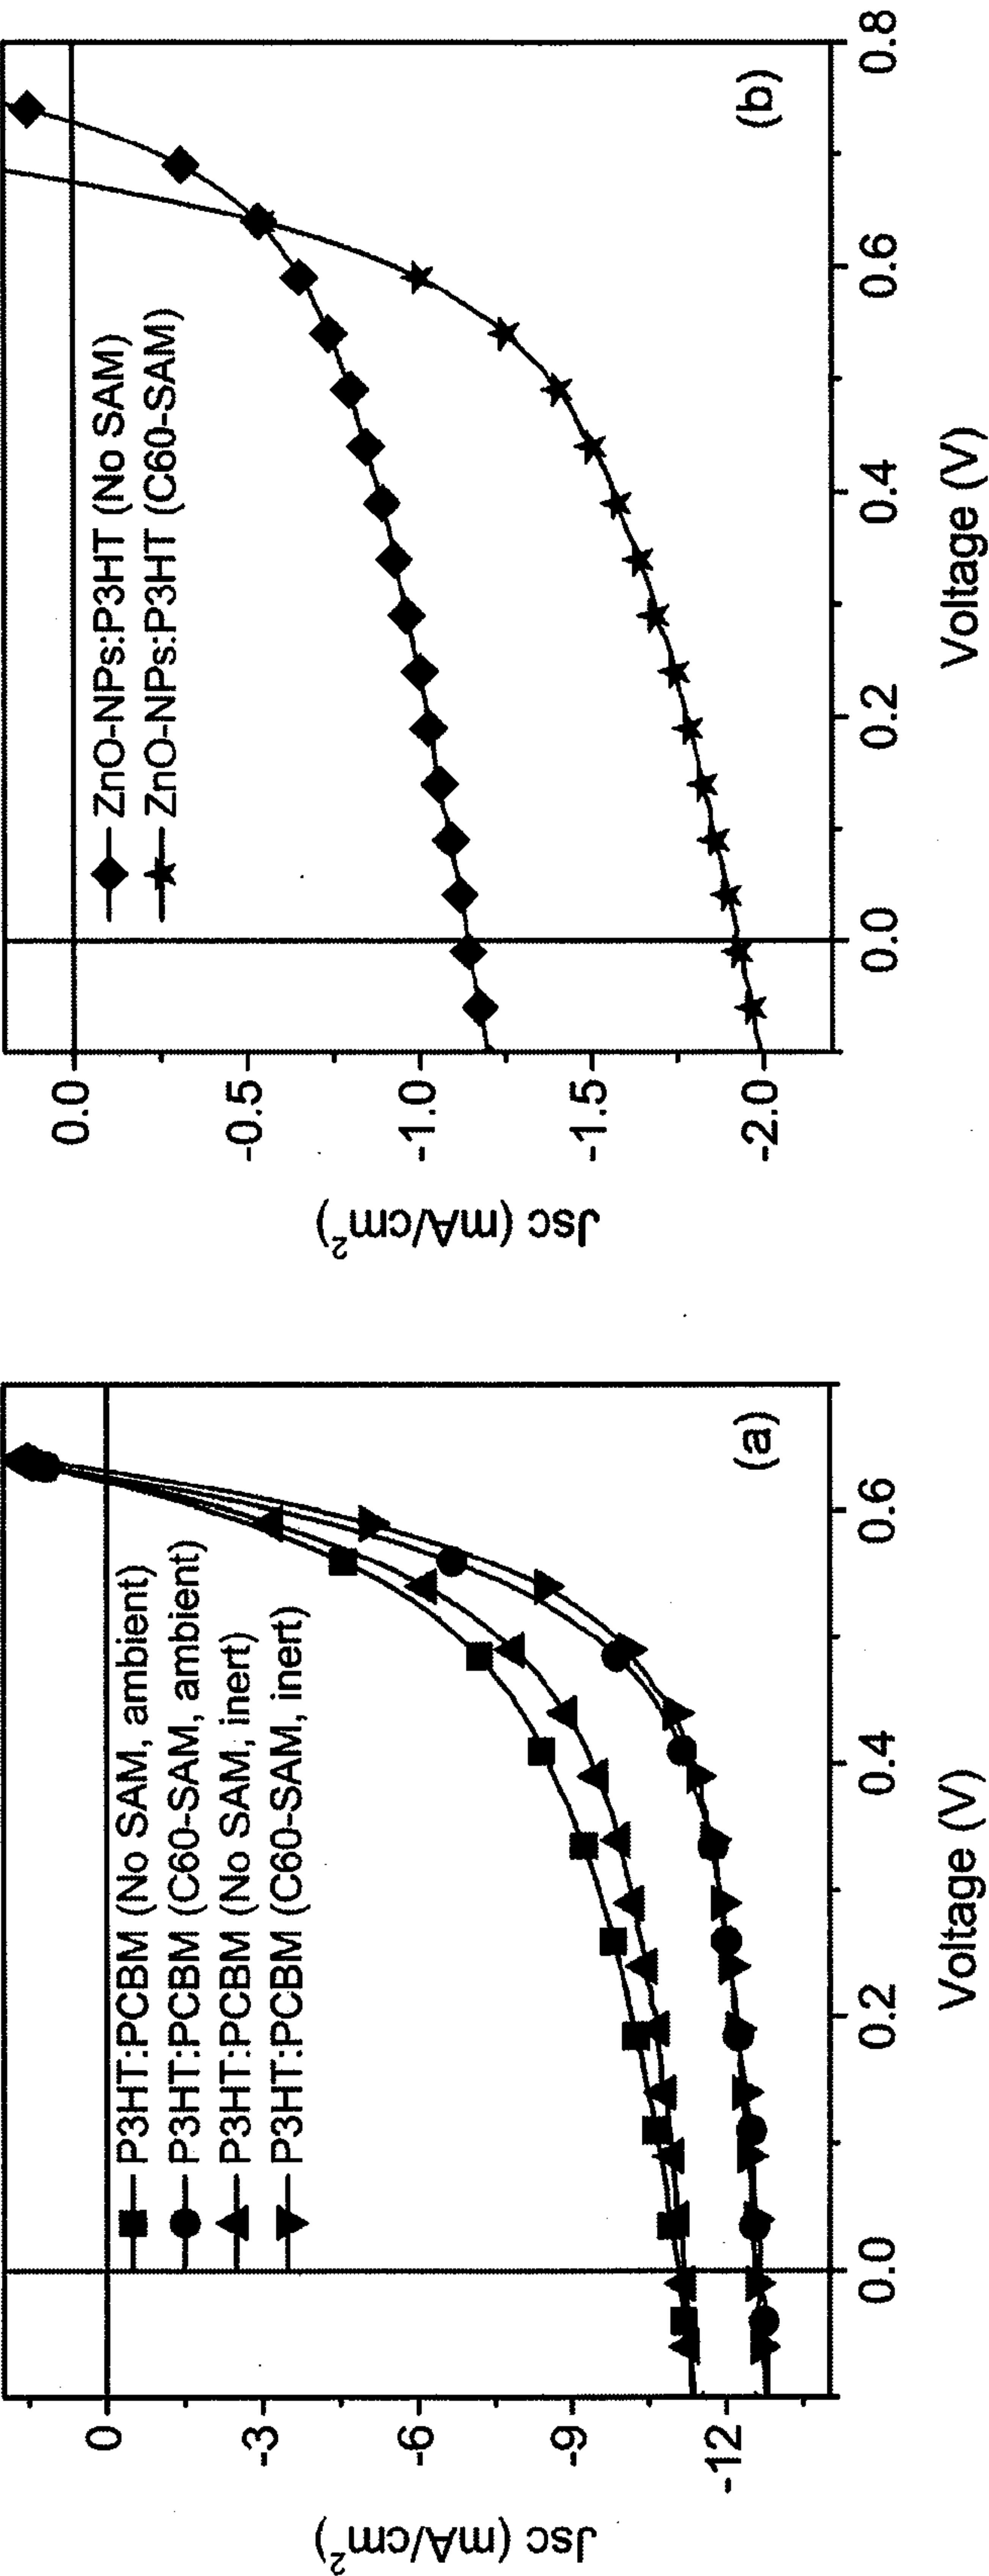 Jsc (mA/cm²)
0
-3
-6
-9
-12
P3HT:PCBM (No SAM, ambient)
P3HT:PCBM (C60-SAM, ambient)
P3HT:PCBM (No SAM, inert)
P3HT:PCBM (C60-SAM, inert)
(a)
0.0 0.2 0.4 0.6
Voltage (V)
Jsc (mA/cm²)
0.0
-0.5
-1.0
-1.5
-2.0
ZnO-NPs:P3HT (No SAM)
ZnO-NPs:P3HT (C60-SAM)
(b)
0.0 0.2 0.4 0.6 0.8
Voltage (V)